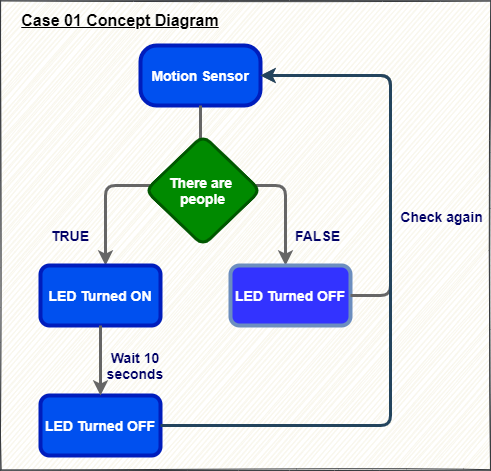 Case 01 Concept Diagram
Motion Sensor
There are
people
TRUE
FALSE
Check again
LED Turned ON
LED Turned OFF
Wait 10
seconds
LED Turned OFF